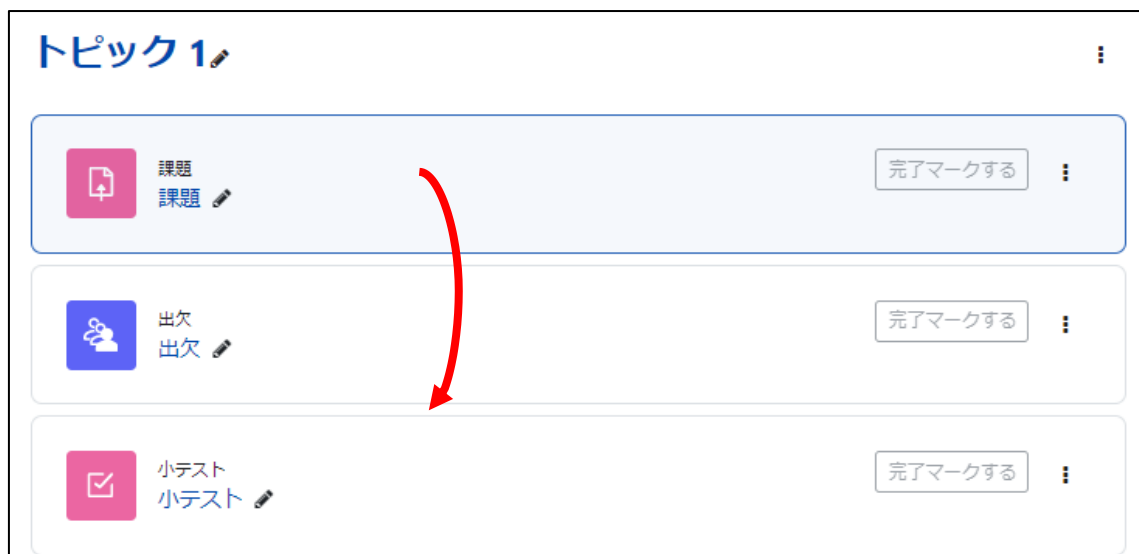 トピック 1
課題
課題
完了マークする
出欠
出欠
完了マークする
小テスト
小テスト
完了マークする